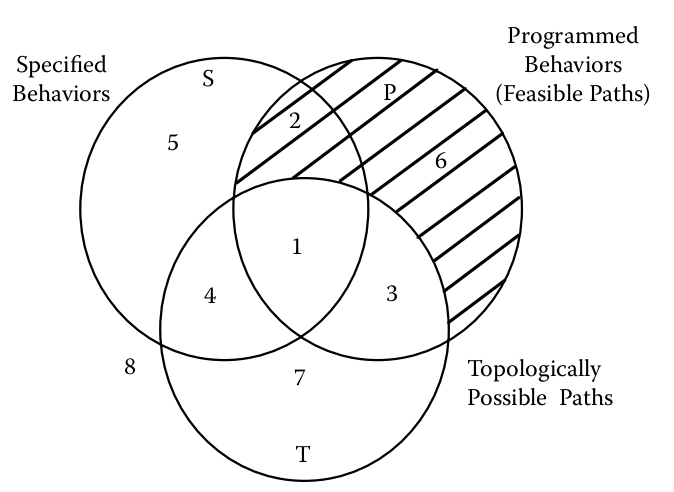 Specified
Behaviors
S
Programmed
Behaviors
(Feasible Paths)
P
2
5
6
1
4
3
8
7
Topologically
Possible Paths
T